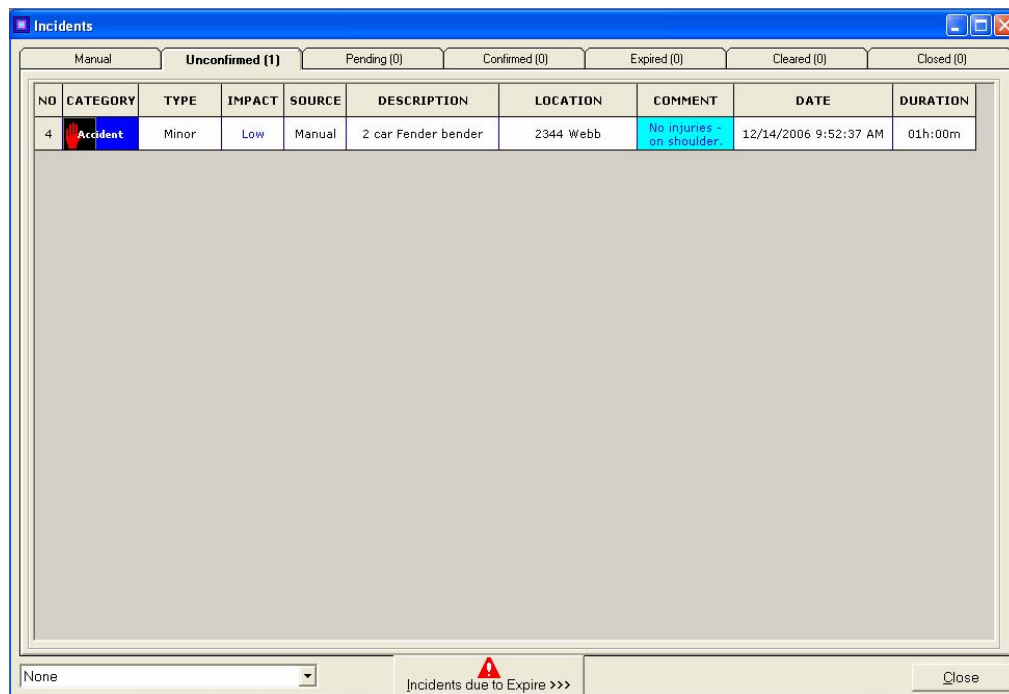 Incidents
Manual Unconfirmed (1) Pending (0) Confirmed (0) Expired (0) Cleared (0) Closed (0)
NO CATEGORY TYPE IMPACT SOURCE DESCRIPTION LOCATION COMMENT DATE DURATION
4 Accident Minor Low Manual 2 car Fender bender 2344 Webb No injuries - on shoulder. 12/14/2006 9:52:37 AM 01h:00m
None Incidents due to Expire >>> Close